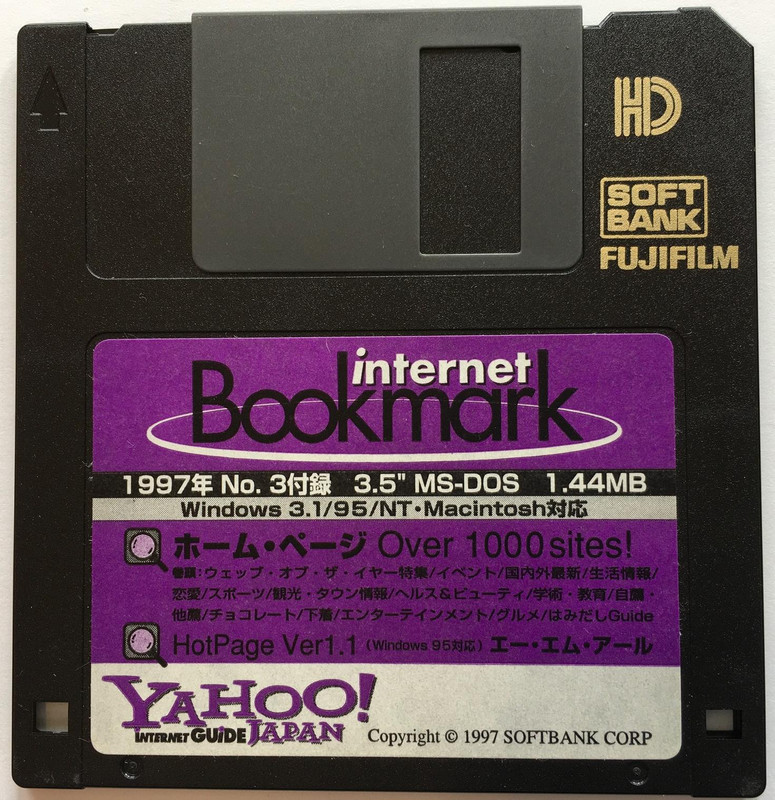 HD
SOFT
BANK
FUJIFILM
internet
Bookmark
1997年 No. 3付録 3.5" MS-DOS 1.44MB
Windows 3.1/95/NT・Macintosh対応
ホーム・ページ Over 1000 sites!
巻頭：ウェッブ・オブ・ザ・イヤー特集/イベント/国内外最新/生活情報/
恋愛/スポーツ/観光・タウン情報/ヘルス＆ビューティ/学術・教育/自薦・
他薦/チョコレート/下着/エンターテインメント/グルメ/はみだしGuide
HotPage Ver1.1 (Windows 95対応) エー・エム・アール
YAHOO!
INTERNET GUIDE JAPAN
Copyright © 1997 SOFTBANK CORP